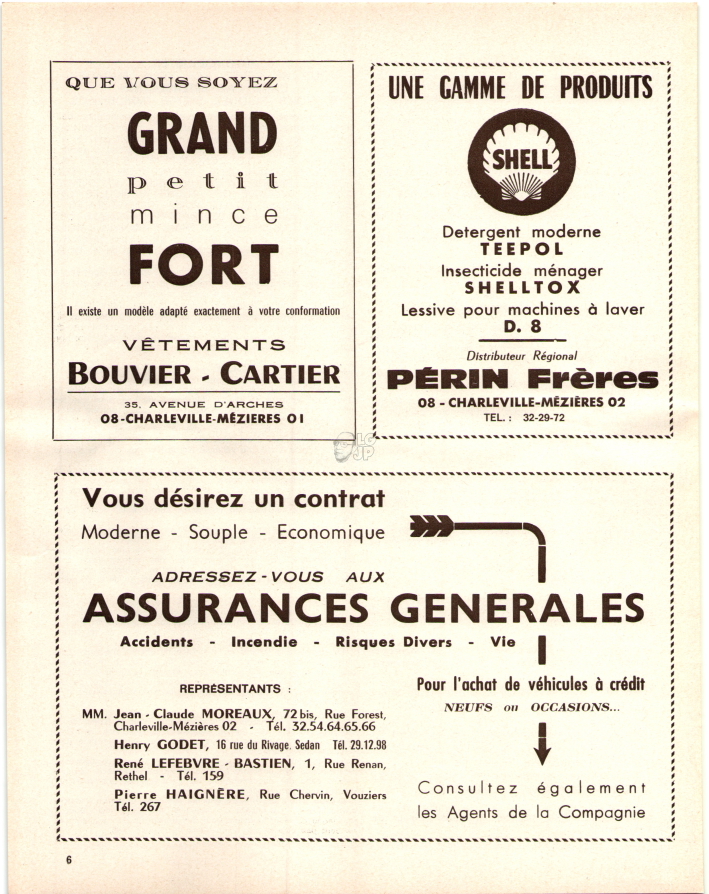 QUE VOUS SOYEZ
GRAND
petit
mince
FORT
Il existe un modèle adapté exactement à votre conformation
VÊTEMENTS
BOUVIER - CARTIER
35, AVENUE D'ARCHES
08-CHARLEVILLE-MÉZIERES 01
UNE GAMME DE PRODUITS
SHELL
Detergent moderne
TEEPOL
Insecticide ménager
SHELLTOX
Lessive pour machines à laver
D. 8
Distributeur Régional
PÉRIN Frères
08 - CHARLEVILLE-MÉZIÈRES 02
TEL. : 32-29-72
LG
JP
Vous désirez un contrat
Moderne - Souple - Economique
ADRESSEZ-VOUS AUX
ASSURANCES GENERALES
Accidents - Incendie - Risques Divers - Vie
REPRÉSENTANTS :
MM. Jean - Claude MOREAUX, 72 bis, Rue Forest,
Charleville-Mézières 02 - Tél. 32.54.64.65.66
Henry GODET, 16 rue du Rivage, Sedan Tél. 29.12.98
René LEFEBVRE - BASTIEN, 1, Rue Renan,
Rethel - Tél. 159
Pierre HAIGNÈRE, Rue Chervin, Vouziers
Tél. 267
Pour l'achat de véhicules à crédit
NEUFS ou OCCASIONS...
Consultez également
les Agents de la Compagnie
6